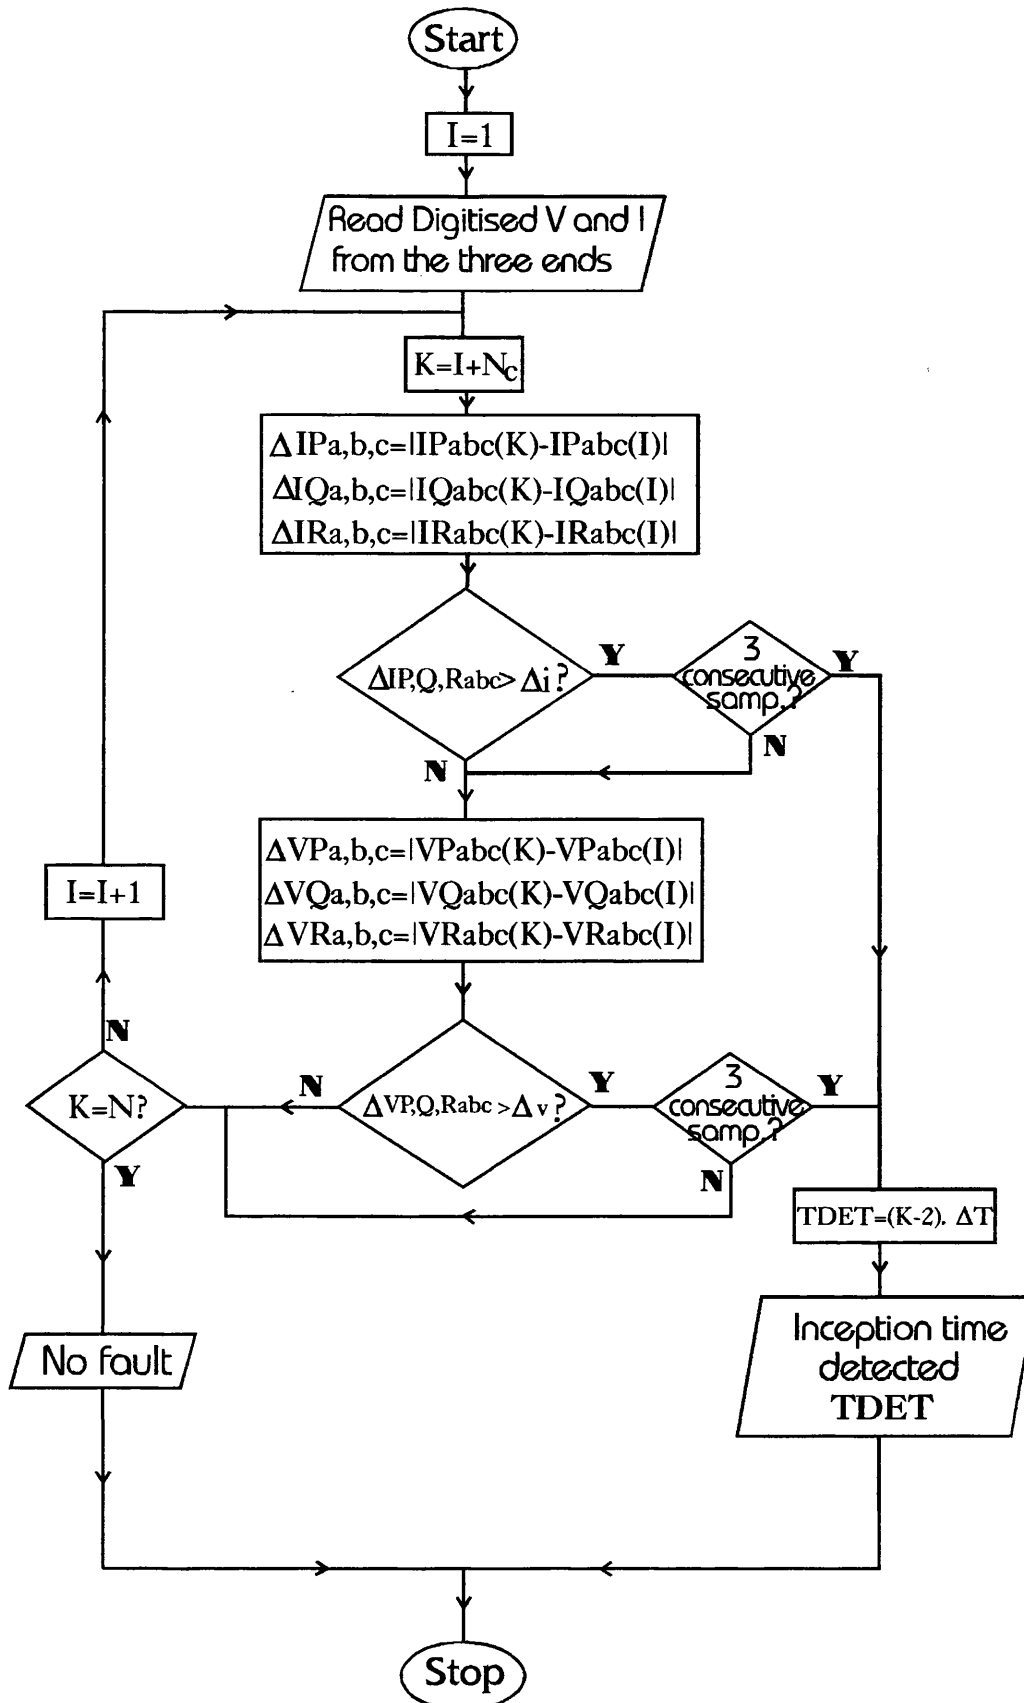 Start
I=1
Read Digitised V and I
from the three ends
K=I+Nc
ΔIPa,b,c=|IPabc(K)-IPabc(I)|
ΔIQa,b,c=|IQabc(K)-IQabc(I)|
ΔIRa,b,c=|IRabc(K)-IRabc(I)|
ΔIP,Q,Rabc>Δi?
Y
3
consecutive
samp.?
Y
N
N
ΔVPa,b,c=|VPabc(K)-VPabc(I)|
ΔVQa,b,c=|VQabc(K)-VQabc(I)|
ΔVRa,b,c=|VRabc(K)-VRabc(I)|
I=I+1
N
K=N?
Y
N
ΔVP,Q,Rabc>Δv?
Y
3
consecutive
samp.?
Y
N
TDET=(K-2). ΔT
Inception time
detected
TDET
No fault
Stop